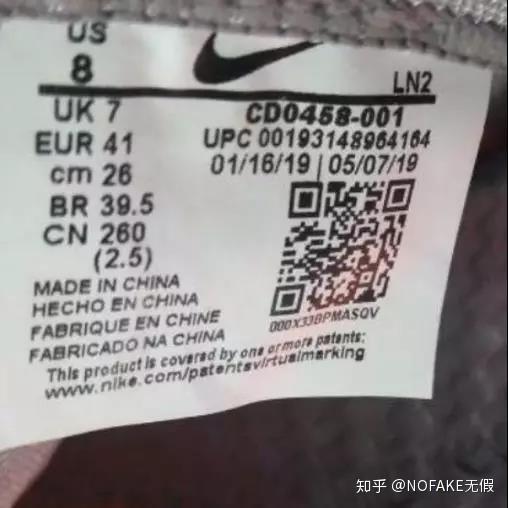 US
8
LN2
UK 7
CD0458-001
EUR 41
UPC 00193148964164
cm 26
01/16/19 | 05/07/19
BR 39.5
CN 260
(2.5)
000X33BPMASQV
MADE IN CHINA
HECHO EN CHINA
FABRIQUE EN CHINE
FABRICADO NA CHINA
This product is covered by one or more patents:
www.nike.com/patentsvirtualmarking
知乎 @NOFAKE无假